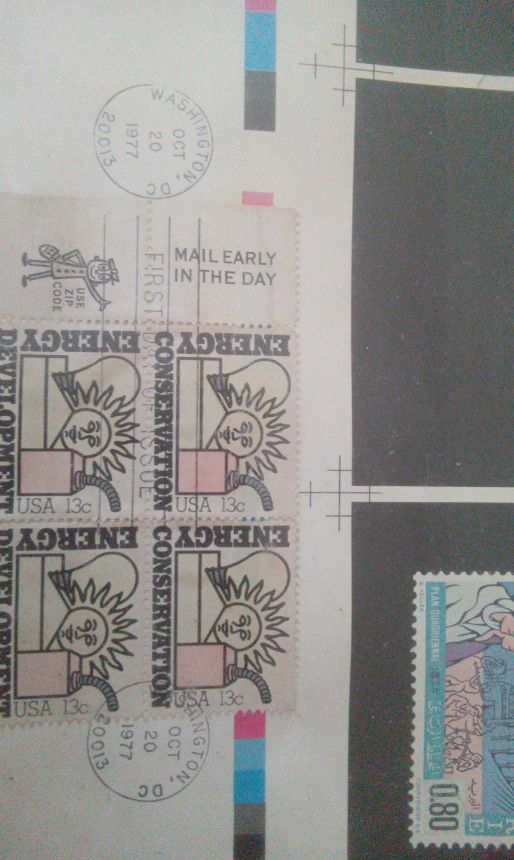 WASHINGTON, DC
OCT
20
1977
20013
MAIL EARLY
IN THE DAY
USE
ZIP
CODE
FIRST DAY OF ISSUE
ENERGY
DEVELOPMENT
USA 13c
ENERGY
CONSERVATION
USA 13c
ENERGY
DEVELOPMENT
USA 13c
ENERGY
CONSERVATION
USA 13c
WASHINGTON, DC
OCT
20
1977
20013
PLAN QUADRIENNAL
0.80